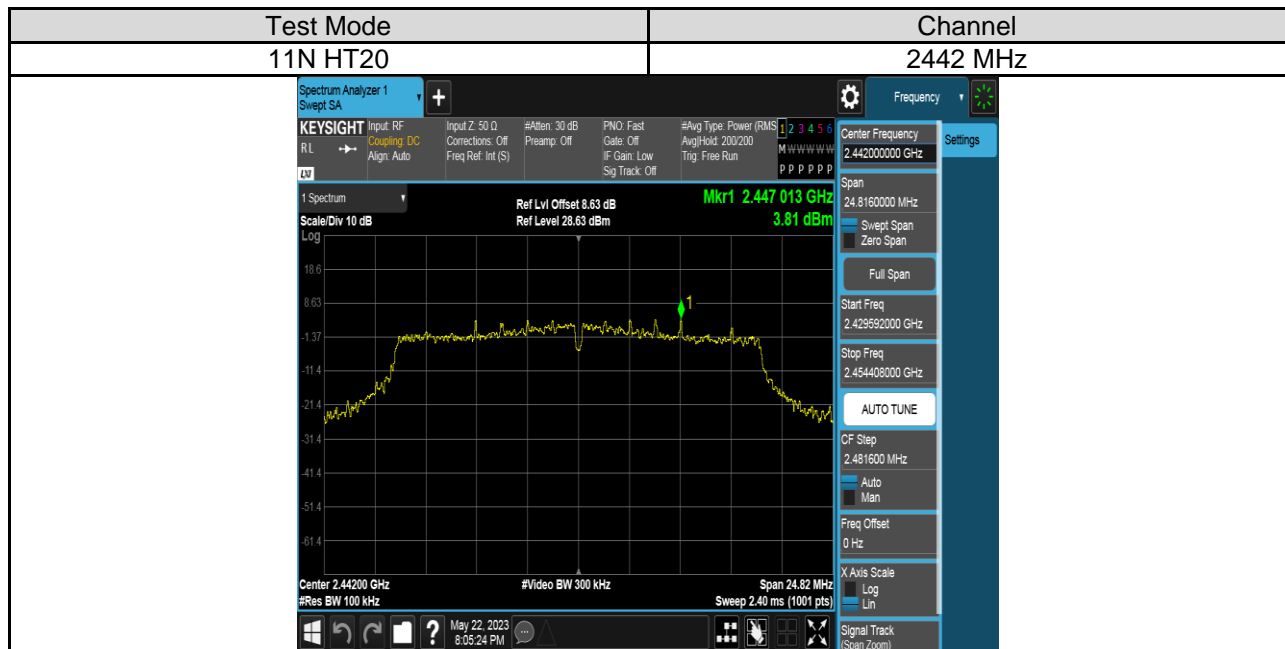 Test Mode Channel
11N HT20 2442 MHz
Spectrum Analyzer 1
Swept SA
Frequency
KEYSIGHT
RL
LXI
Input: RF
Coupling: DC
Align: Auto
Input Z: 50 Ω
Corrections: Off
Freq Ref: Int (S)
#Atten: 30 dB
Preamp: Off
PNO: Fast
Gate: Off
IF Gain: Low
Sig Track: Off
#Avg Type: Power (RMS
Avg|Hold: 200/200
Trig: Free Run
1 2 3 4 5 6
M W W W W W
P P P P P P
1 Spectrum
Scale/Div 10 dB
Ref Lvl Offset 8.63 dB
Ref Level 28.63 dBm
Mkr1 2.447 013 GHz
3.81 dBm
Log
18.6
8.63
-1.37
-11.4
-21.4
-31.4
-41.4
-51.4
-61.4
1
Center 2.44200 GHz
#Res BW 100 kHz
#Video BW 300 kHz
Span 24.82 MHz
Sweep 2.40 ms (1001 pts)
Center Frequency
2.442000000 GHz
Settings
Span
24.8160000 MHz
Swept Span
Zero Span
Full Span
Start Freq
2.429592000 GHz
Stop Freq
2.454408000 GHz
AUTO TUNE
CF Step
2.481600 MHz
Auto
Man
Freq Offset
0 Hz
X Axis Scale
Log
Lin
Signal Track
(Span Zoom)
?
May 22, 2023
8:05:24 PM